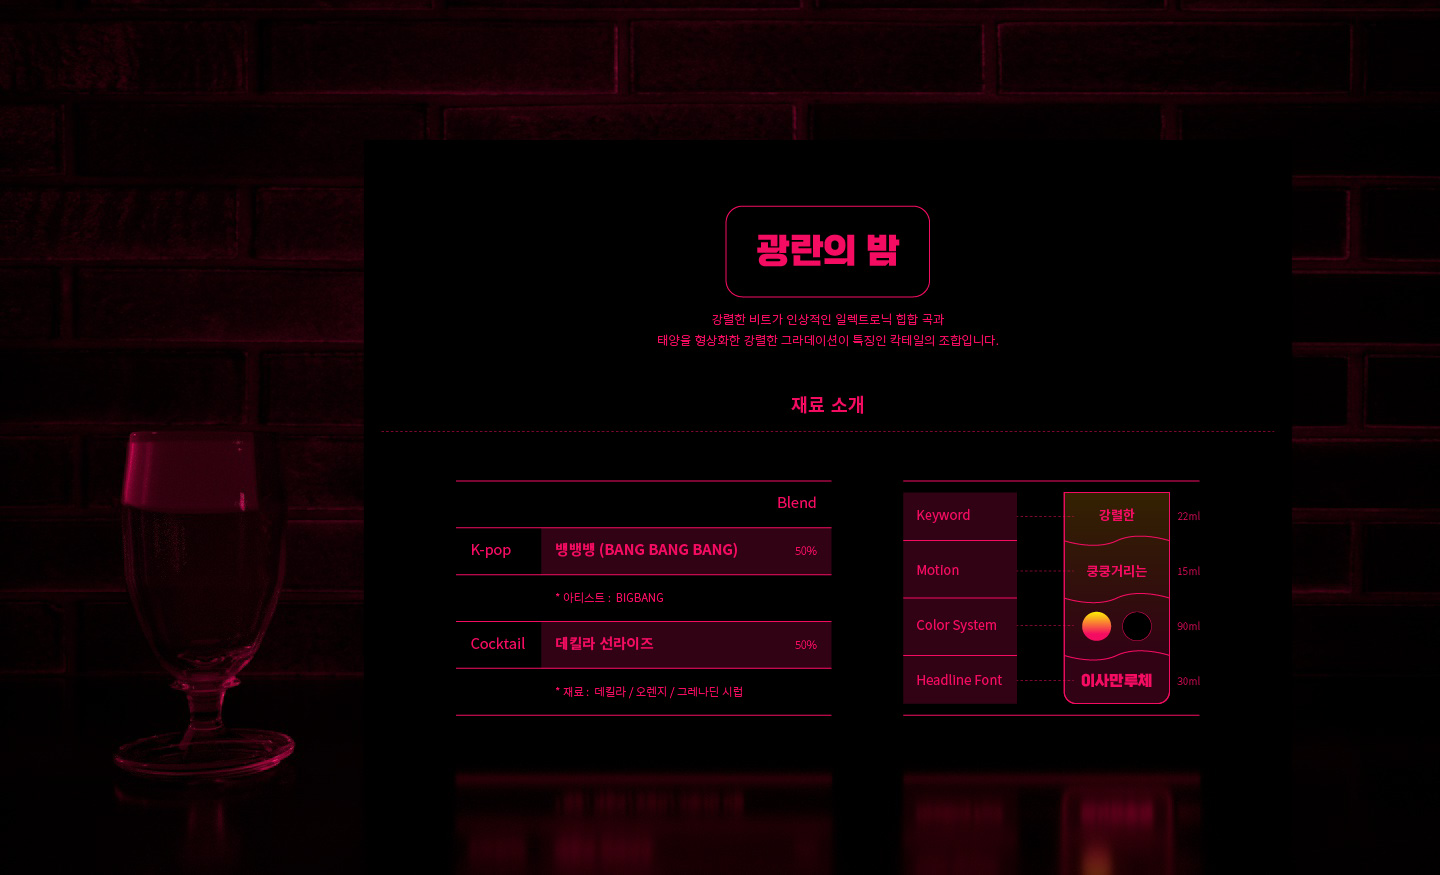 광란의 밤
강렬한 비트가 인상적인 일렉트로닉 힙합 곡과
태양을 형상화한 강렬한 그라데이션이 특징인 칵테일의 조합입니다.
재료 소개
Blend
K-pop 뱅뱅뱅 (BANG BANG BANG) 50%
* 아티스트 : BIGBANG
Cocktail 데킬라 선라이즈 50%
* 재료 : 데킬라 / 오렌지 / 그레나딘 시럽
Keyword 강렬한 22ml
Motion 쿵쿵거리는 15ml
Color System 90ml
Headline Font 이사만루체 30ml